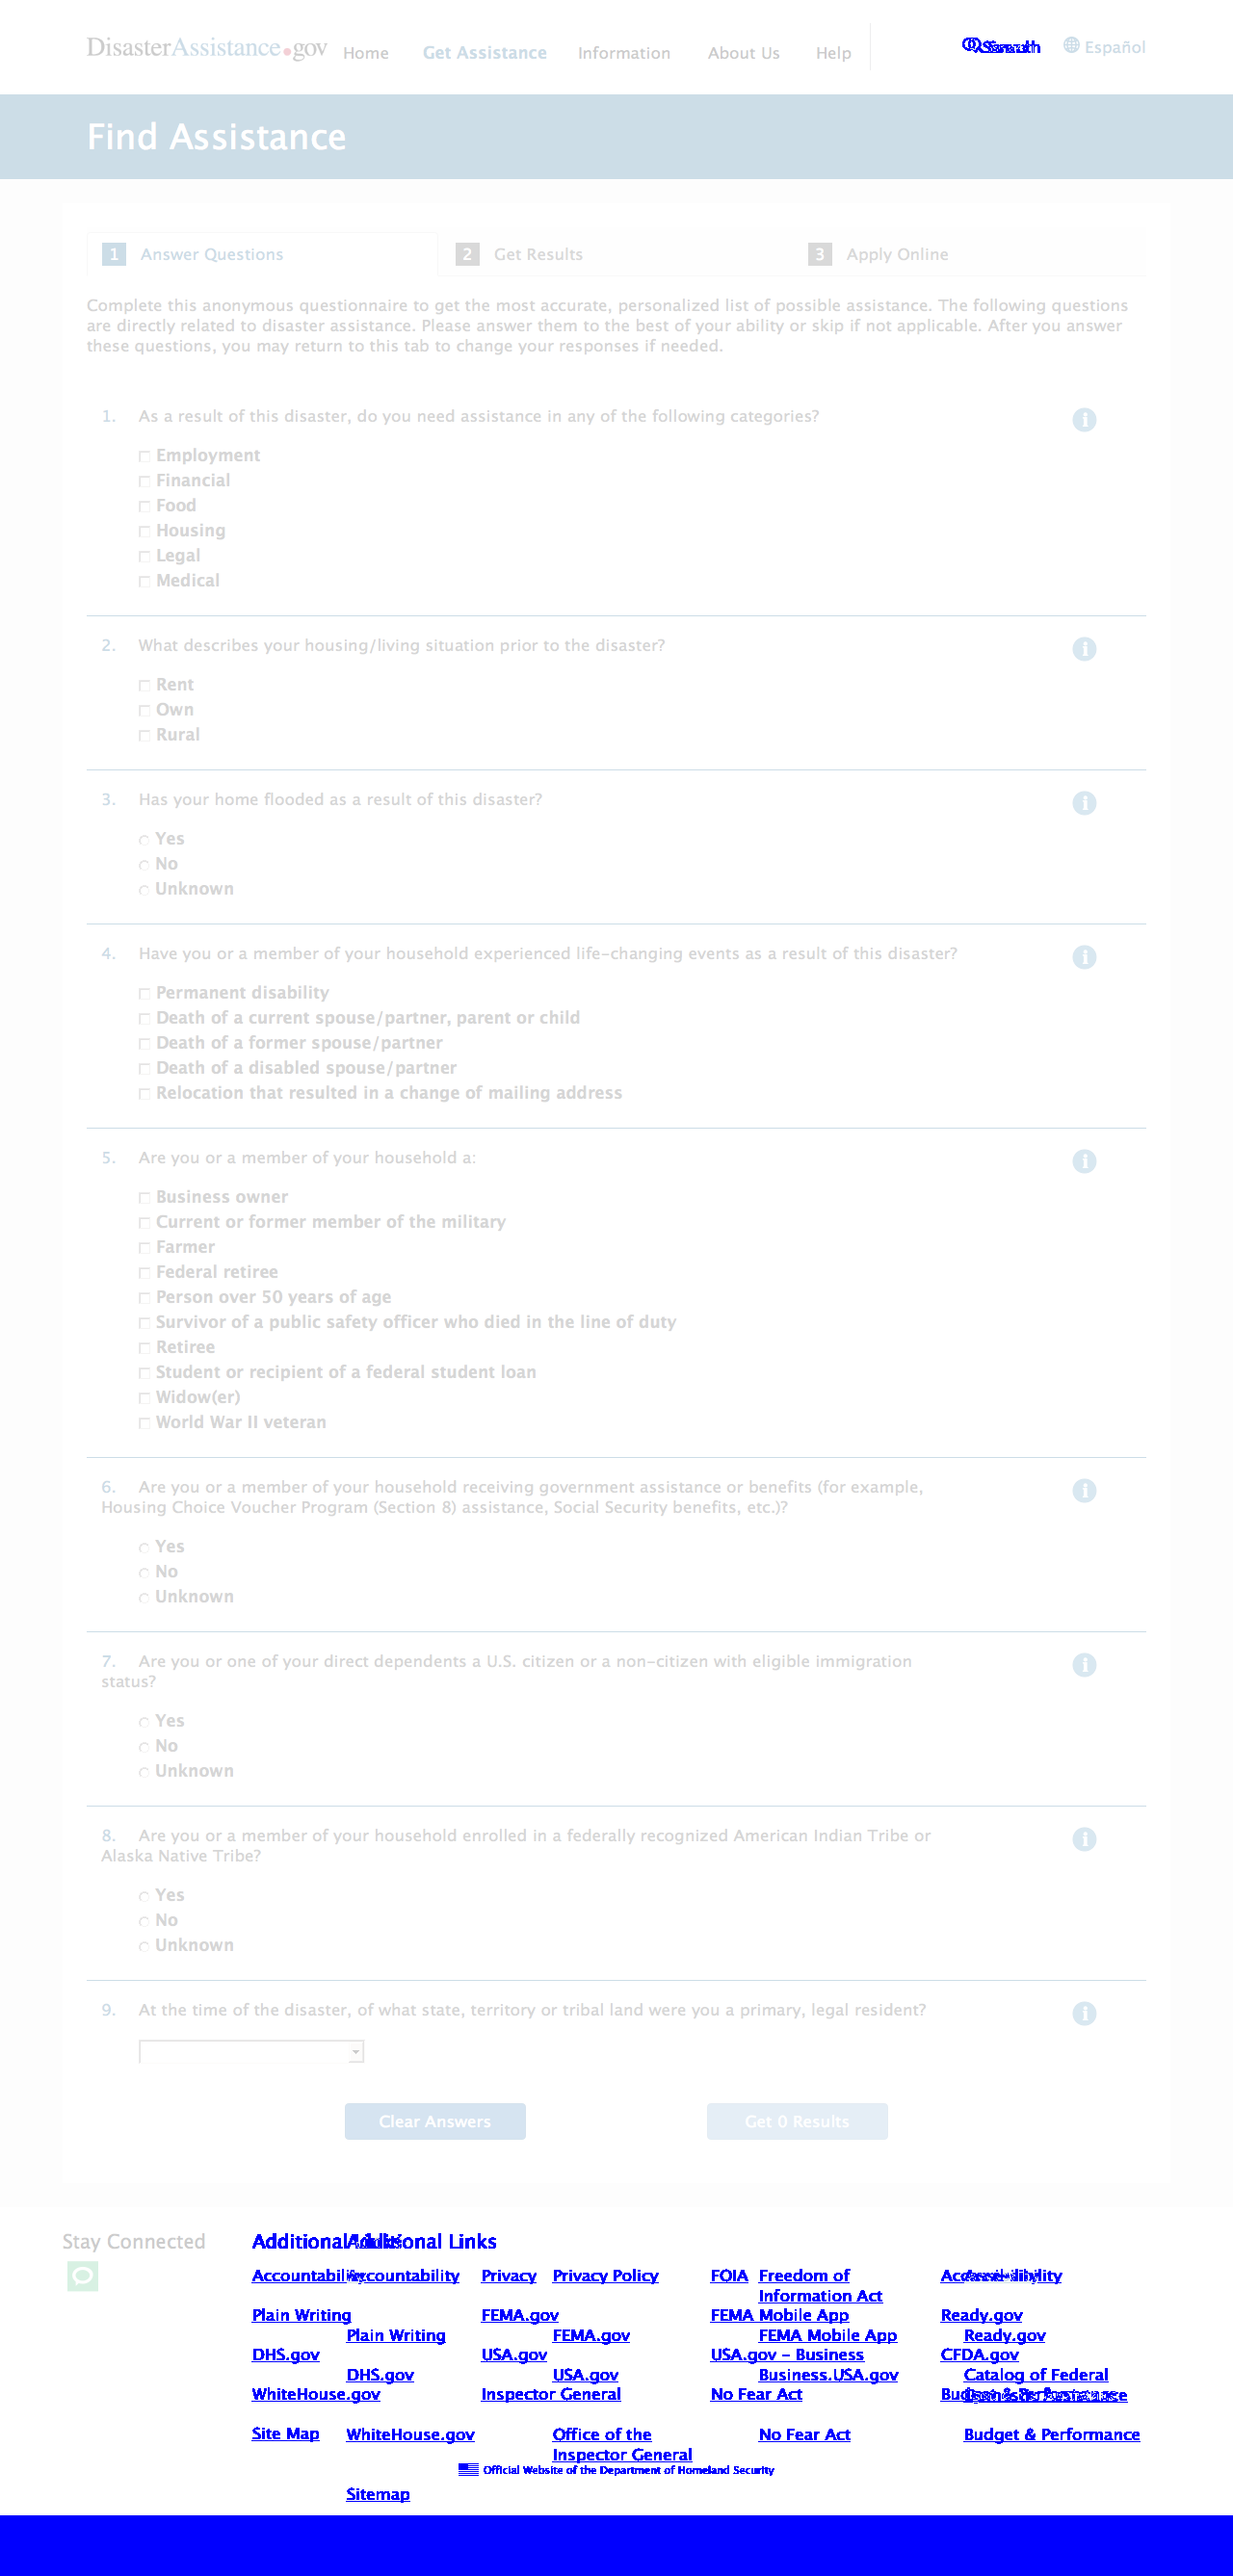 DisasterAssistance.gov Home Get Assistance Information About Us Help Search Español
Find Assistance
1 Answer Questions 2 Get Results 3 Apply Online
Complete this anonymous questionnaire to get the most accurate, personalized list of possible assistance. The following questions
are directly related to disaster assistance. Please answer them to the best of your ability or skip if not applicable. After you answer
these questions, you may return to this tab to change your responses if needed.
1. As a result of this disaster, do you need assistance in any of the following categories?
Employment
Financial
Food
Housing
Legal
Medical
2. What describes your housing/living situation prior to the disaster?
Rent
Own
Rural
3. Has your home flooded as a result of this disaster?
Yes
No
Unknown
4. Have you or a member of your household experienced life-changing events as a result of this disaster?
Permanent disability
Death of a current spouse/partner, parent or child
Death of a former spouse/partner
Death of a disabled spouse/partner
Relocation that resulted in a change of mailing address
5. Are you or a member of your household a:
Business owner
Current or former member of the military
Farmer
Federal retiree
Person over 50 years of age
Survivor of a public safety officer who died in the line of duty
Retiree
Student or recipient of a federal student loan
Widow(er)
World War II veteran
6. Are you or a member of your household receiving government assistance or benefits (for example,
Housing Choice Voucher Program (Section 8) assistance, Social Security benefits, etc.)?
Yes
No
Unknown
7. Are you or one of your direct dependents a U.S. citizen or a non-citizen with eligible immigration
status?
Yes
No
Unknown
8. Are you or a member of your household enrolled in a federally recognized American Indian Tribe or
Alaska Native Tribe?
Yes
No
Unknown
9. At the time of the disaster, of what state, territory or tribal land were you a primary, legal resident?
Clear Answers Get 0 Results
Stay Connected Additional Additional Links
Accountability Accountability Privacy Privacy Policy FOIA Freedom of Accessibility
Information Act
Plain Writing FEMA.gov FEMA Mobile App Ready.gov
Plain Writing FEMA.gov FEMA Mobile App Ready.gov
DHS.gov USA.gov USA.gov - Business CFDA.gov
DHS.gov USA.gov Business.USA.gov Catalog of Federal
WhiteHouse.gov Inspector General No Fear Act Budget & Performance
Site Map WhiteHouse.gov Office of the No Fear Act Budget & Performance
Inspector General
Official Website of the Department of Homeland Security
Sitemap